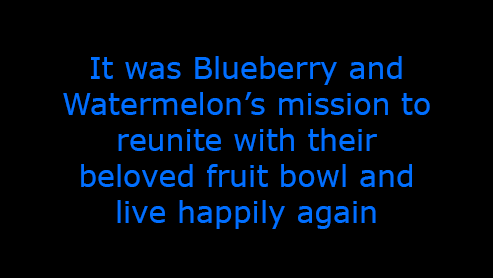 It was Blueberry and
Watermelon’s mission to
reunite with their
beloved fruit bowl and
live happily again